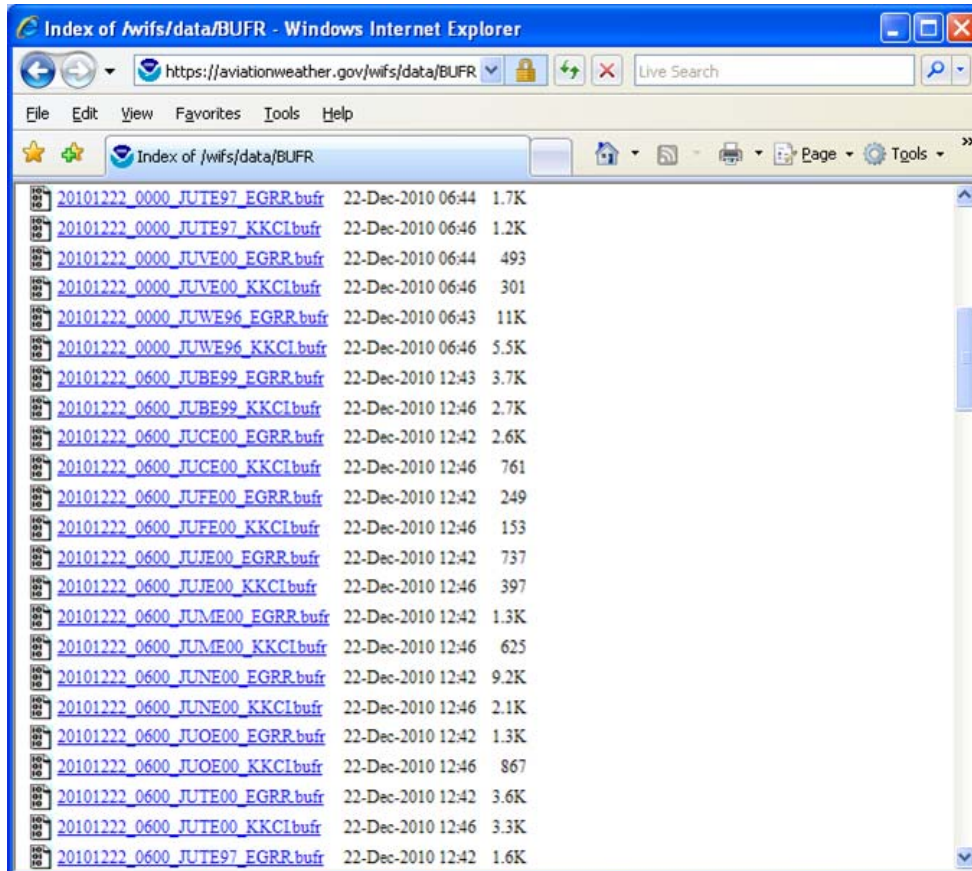 Index of /wifs/data/BUFR - Windows Internet Explorer
https://aviationweather.gov/wifs/data/BUFR Live Search
File Edit View Favorites Tools Help
Index of /wifs/data/BUFR Page Tools »
20101222_0000_JUTE97_EGRR.bufr 22-Dec-2010 06:44 1.7K
20101222_0000_JUTE97_KKCI.bufr 22-Dec-2010 06:46 1.2K
20101222_0000_JUVE00_EGRR.bufr 22-Dec-2010 06:44 493
20101222_0000_JUVE00_KKCI.bufr 22-Dec-2010 06:46 301
20101222_0000_JUWE96_EGRR.bufr 22-Dec-2010 06:43 11K
20101222_0000_JUWE96_KKCI.bufr 22-Dec-2010 06:46 5.5K
20101222_0600_JUBE99_EGRR.bufr 22-Dec-2010 12:43 3.7K
20101222_0600_JUBE99_KKCI.bufr 22-Dec-2010 12:46 2.7K
20101222_0600_JUCE00_EGRR.bufr 22-Dec-2010 12:42 2.6K
20101222_0600_JUCE00_KKCI.bufr 22-Dec-2010 12:46 761
20101222_0600_JUFE00_EGRR.bufr 22-Dec-2010 12:42 249
20101222_0600_JUFE00_KKCI.bufr 22-Dec-2010 12:46 153
20101222_0600_JUJE00_EGRR.bufr 22-Dec-2010 12:42 737
20101222_0600_JUJE00_KKCI.bufr 22-Dec-2010 12:46 397
20101222_0600_JUME00_EGRR.bufr 22-Dec-2010 12:42 1.3K
20101222_0600_JUME00_KKCI.bufr 22-Dec-2010 12:46 625
20101222_0600_JUNE00_EGRR.bufr 22-Dec-2010 12:42 9.2K
20101222_0600_JUNE00_KKCI.bufr 22-Dec-2010 12:46 2.1K
20101222_0600_JUOE00_EGRR.bufr 22-Dec-2010 12:42 1.3K
20101222_0600_JUOE00_KKCI.bufr 22-Dec-2010 12:46 867
20101222_0600_JUTE00_EGRR.bufr 22-Dec-2010 12:42 3.6K
20101222_0600_JUTE00_KKCI.bufr 22-Dec-2010 12:46 3.3K
20101222_0600_JUTE97_EGRR.bufr 22-Dec-2010 12:42 1.6K